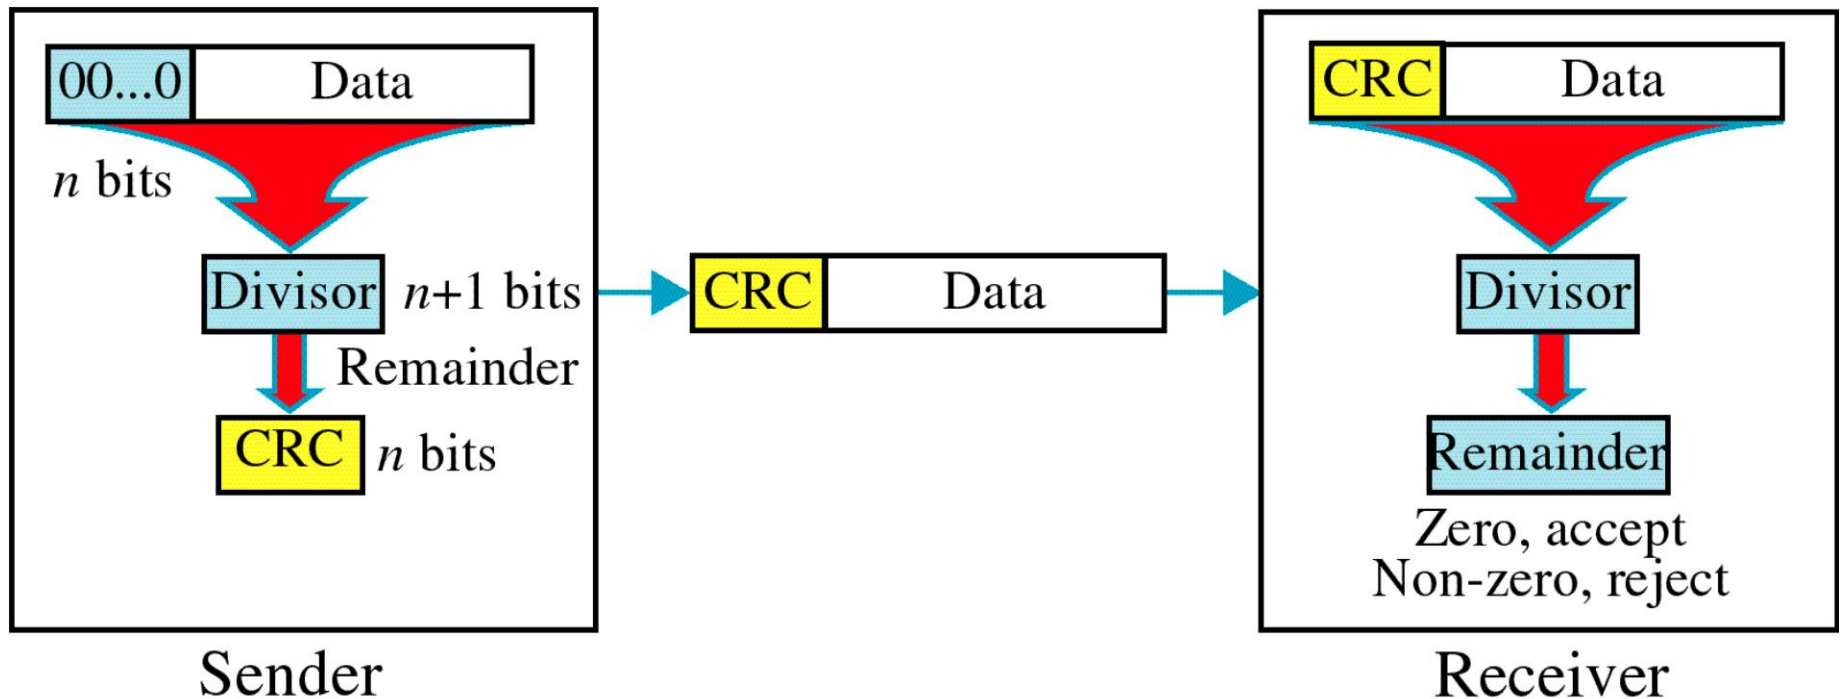 00...0 Data
n bits
Divisor n+1 bits
Remainder
CRC n bits
Sender
CRC Data
CRC Data
Divisor
Remainder
Zero, accept
Non-zero, reject
Receiver